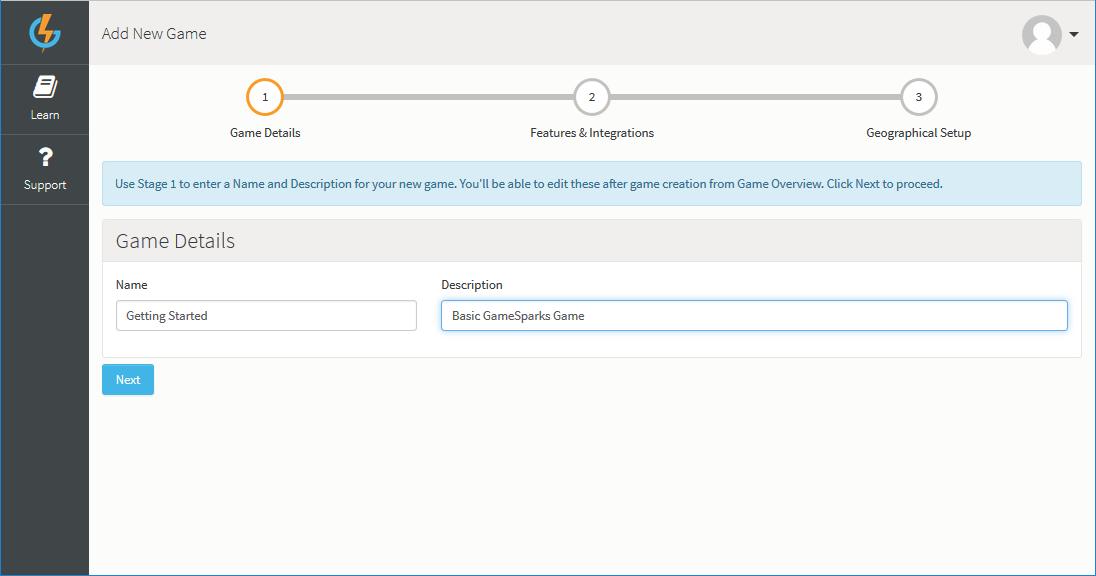 Add New Game
Learn
Support
1
2
3
Game Details
Features & Integrations
Geographical Setup
Use Stage 1 to enter a Name and Description for your new game. You'll be able to edit these after game creation from Game Overview. Click Next to proceed.
Game Details
Name
Description
Getting Started
Basic GameSparks Game
Next